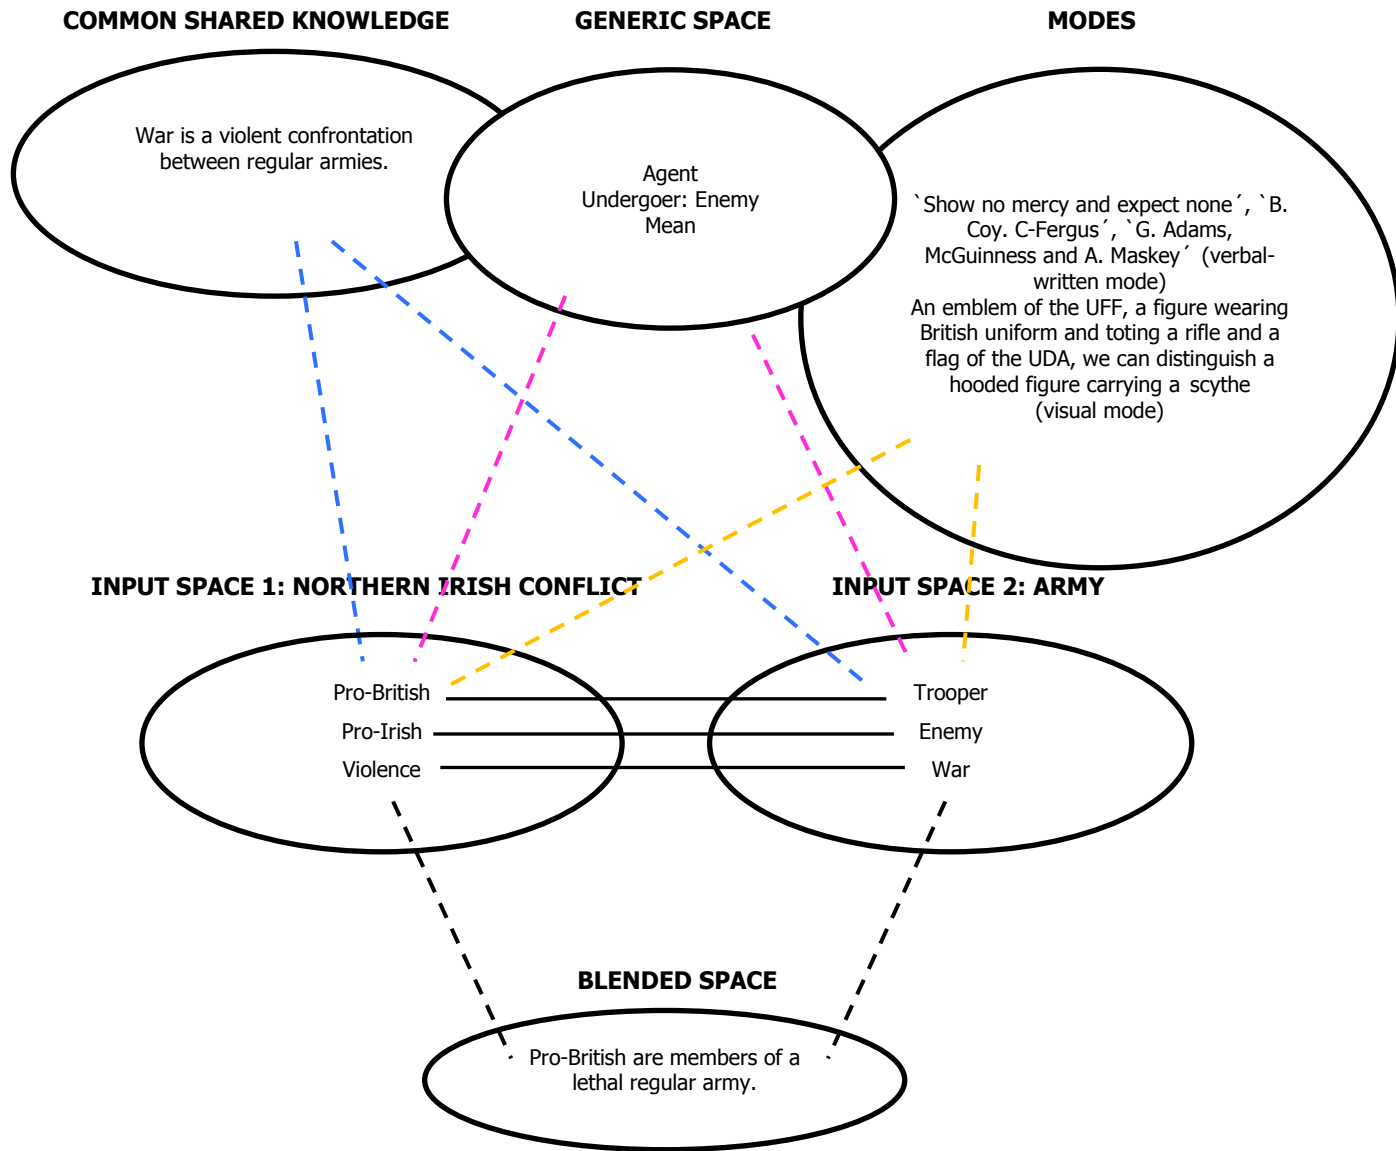 COMMON SHARED KNOWLEDGE
GENERIC SPACE
MODES
War is a violent confrontation
between regular armies.
Agent
Undergoer: Enemy
Mean
`Show no mercy and expect none´, `B.
Coy. C-Fergus´, `G. Adams,
McGuinness and A. Maskey´ (verbal-
written mode)
An emblem of the UFF, a figure wearing
British uniform and toting a rifle and a
flag of the UDA, we can distinguish a
hooded figure carrying a scythe
(visual mode)
INPUT SPACE 1: NORTHERN IRISH CONFLICT
INPUT SPACE 2: ARMY
Pro-British
Pro-Irish
Violence
Trooper
Enemy
War
BLENDED SPACE
Pro-British are members of a
lethal regular army.